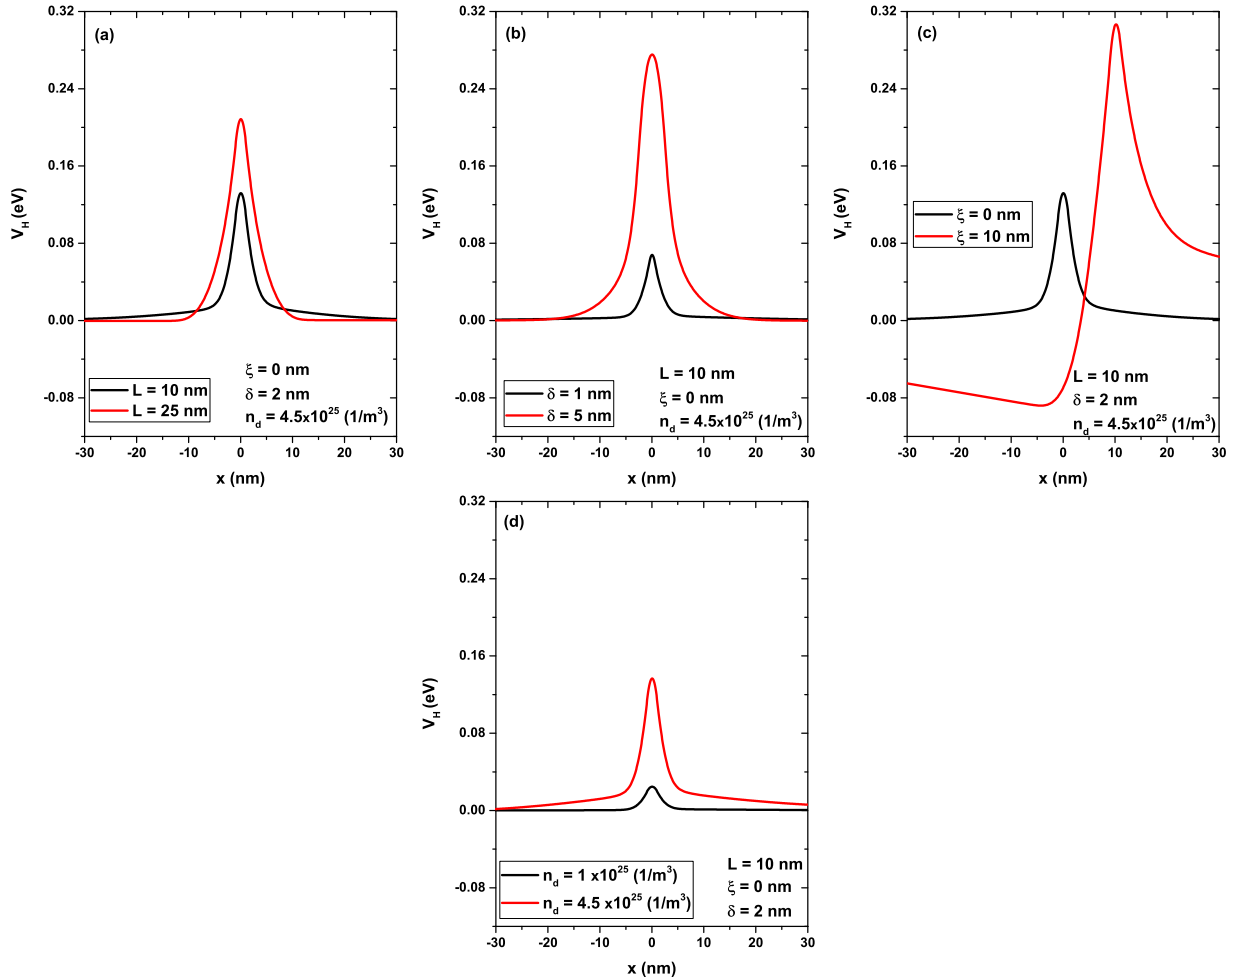 (a)
0.32
0.24
0.16
0.08
0.00
-0.08
V_H (eV)
L = 10 nm
L = 25 nm
ξ = 0 nm
δ = 2 nm
n_d = 4.5x10^25 (1/m^3)
-30 -20 -10 0 10 20 30
x (nm)
(b)
0.32
0.24
0.16
0.08
0.00
-0.08
V_H (eV)
δ = 1 nm
δ = 5 nm
L = 10 nm
ξ = 0 nm
n_d = 4.5x10^25 (1/m^3)
-30 -20 -10 0 10 20 30
x (nm)
(c)
0.32
0.24
0.16
0.08
0.00
-0.08
V_H (eV)
ξ = 0 nm
ξ = 10 nm
L = 10 nm
δ = 2 nm
n_d = 4.5x10^25 (1/m^3)
-30 -20 -10 0 10 20 30
x (nm)
(d)
0.32
0.24
0.16
0.08
0.00
-0.08
V_H (eV)
n_d = 1 x10^25 (1/m^3)
n_d = 4.5 x10^25 (1/m^3)
L = 10 nm
ξ = 0 nm
δ = 2 nm
-30 -20 -10 0 10 20 30
x (nm)